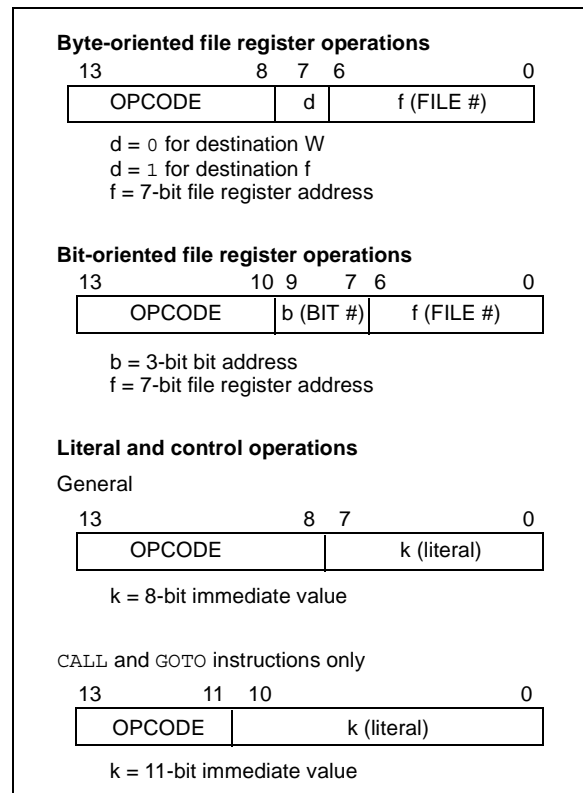 Byte-oriented file register operations
13 8 7 6 0
OPCODE d f (FILE #)
d = 0 for destination W
d = 1 for destination f
f = 7-bit file register address
Bit-oriented file register operations
13 10 9 7 6 0
OPCODE b (BIT #) f (FILE #)
b = 3-bit bit address
f = 7-bit file register address
Literal and control operations
General
13 8 7 0
OPCODE k (literal)
k = 8-bit immediate value
CALL and GOTO instructions only
13 11 10 0
OPCODE k (literal)
k = 11-bit immediate value